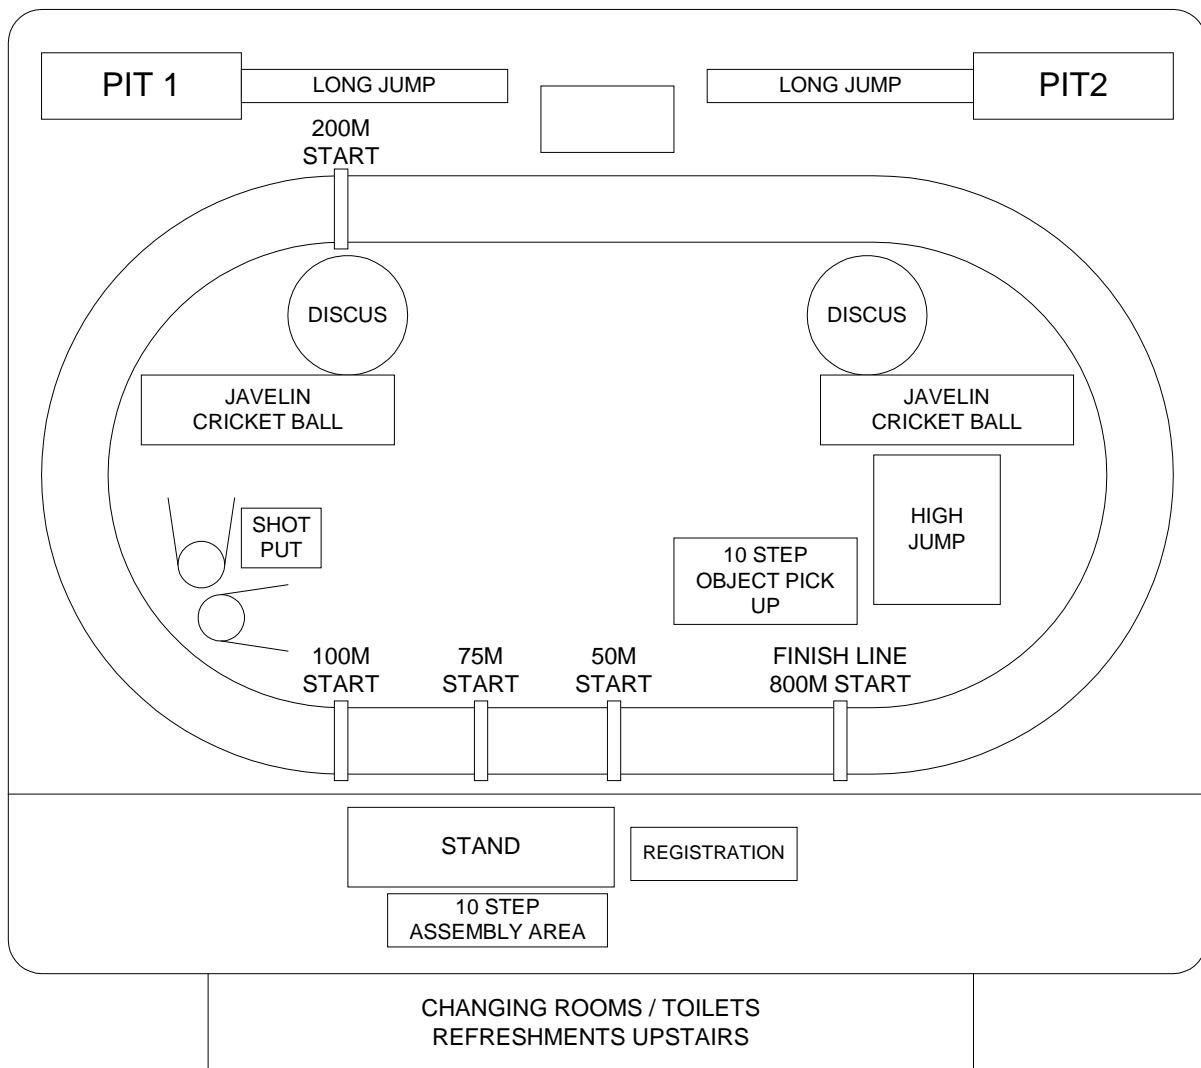 PIT 1
LONG JUMP
LONG JUMP
PIT2
200M
START
DISCUS
DISCUS
JAVELIN
CRICKET BALL
JAVELIN
CRICKET BALL
SHOT
PUT
HIGH
JUMP
10 STEP
OBJECT PICK
UP
100M
START
75M
START
50M
START
FINISH LINE
800M START
STAND
REGISTRATION
10 STEP
ASSEMBLY AREA
CHANGING ROOMS / TOILETS
REFRESHMENTS UPSTAIRS